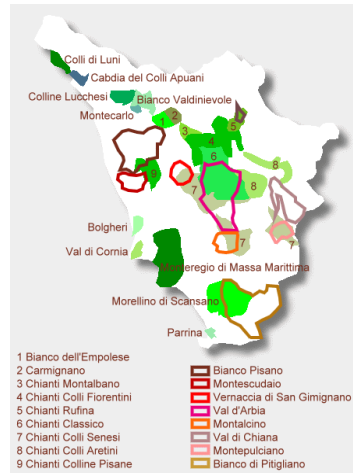 Colli di Luni
Cabdia del Colli Apuani
Colline Lucchesi
Bianco Valdinievole
Montecarlo
1
2
3
5
4
6
8
9
7
8
7
7
Bolgheri
Val di Cornia
Monteregio di Massa Marittima
Morellino di Scansano
Parrina
1 Bianco dell'Empolese
2 Carmignano
3 Chianti Montalbano
4 Chianti Colli Fiorentini
5 Chianti Rufina
6 Chianti Classico
7 Chianti Colli Senesi
8 Chianti Colli Aretini
9 Chianti Colline Pisane
Bianco Pisano
Montescudaio
Vernaccia di San Gimignano
Val d'Arbia
Montalcino
Val di Chiana
Montepulciano
Bianco di Pitigliano